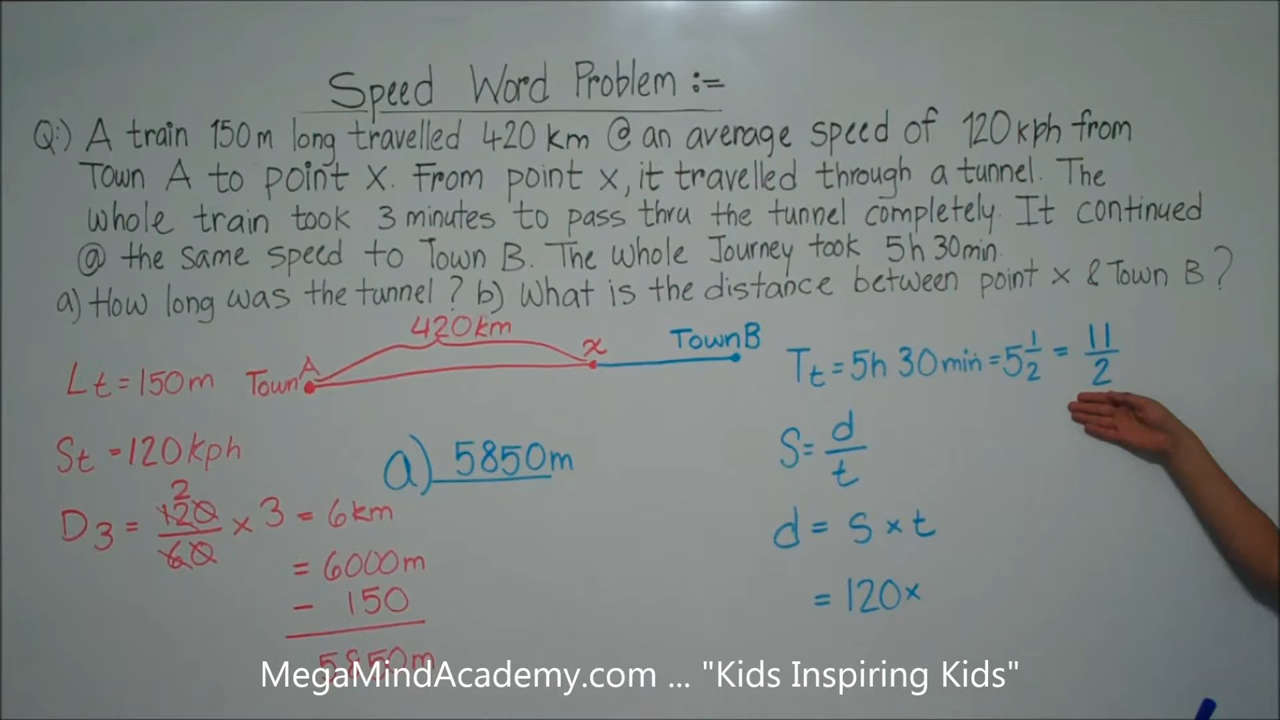 Speed Word Problem :-
Q:) A train 150m long travelled 420 km @ an average speed of 120kph from
Town A to point X. From point x, it travelled through a tunnel. The
whole train took 3 minutes to pass thru the tunnel completely. It continued
@ the same speed to Town B. The whole Journey took 5h 30min.
a) How long was the tunnel? b) What is the distance between point x & Town B?
420km
Town A
x
Town B
Lt = 150m
St = 120kph
D3 = 120/60 x 3 = 6km
2
= 6000m
- 150
5850m
a) 5850m
Tt = 5h 30min = 5 1/2 = 11/2
S = d/t
d = S x t
= 120x
MegaMindAcademy.com ... "Kids Inspiring Kids"